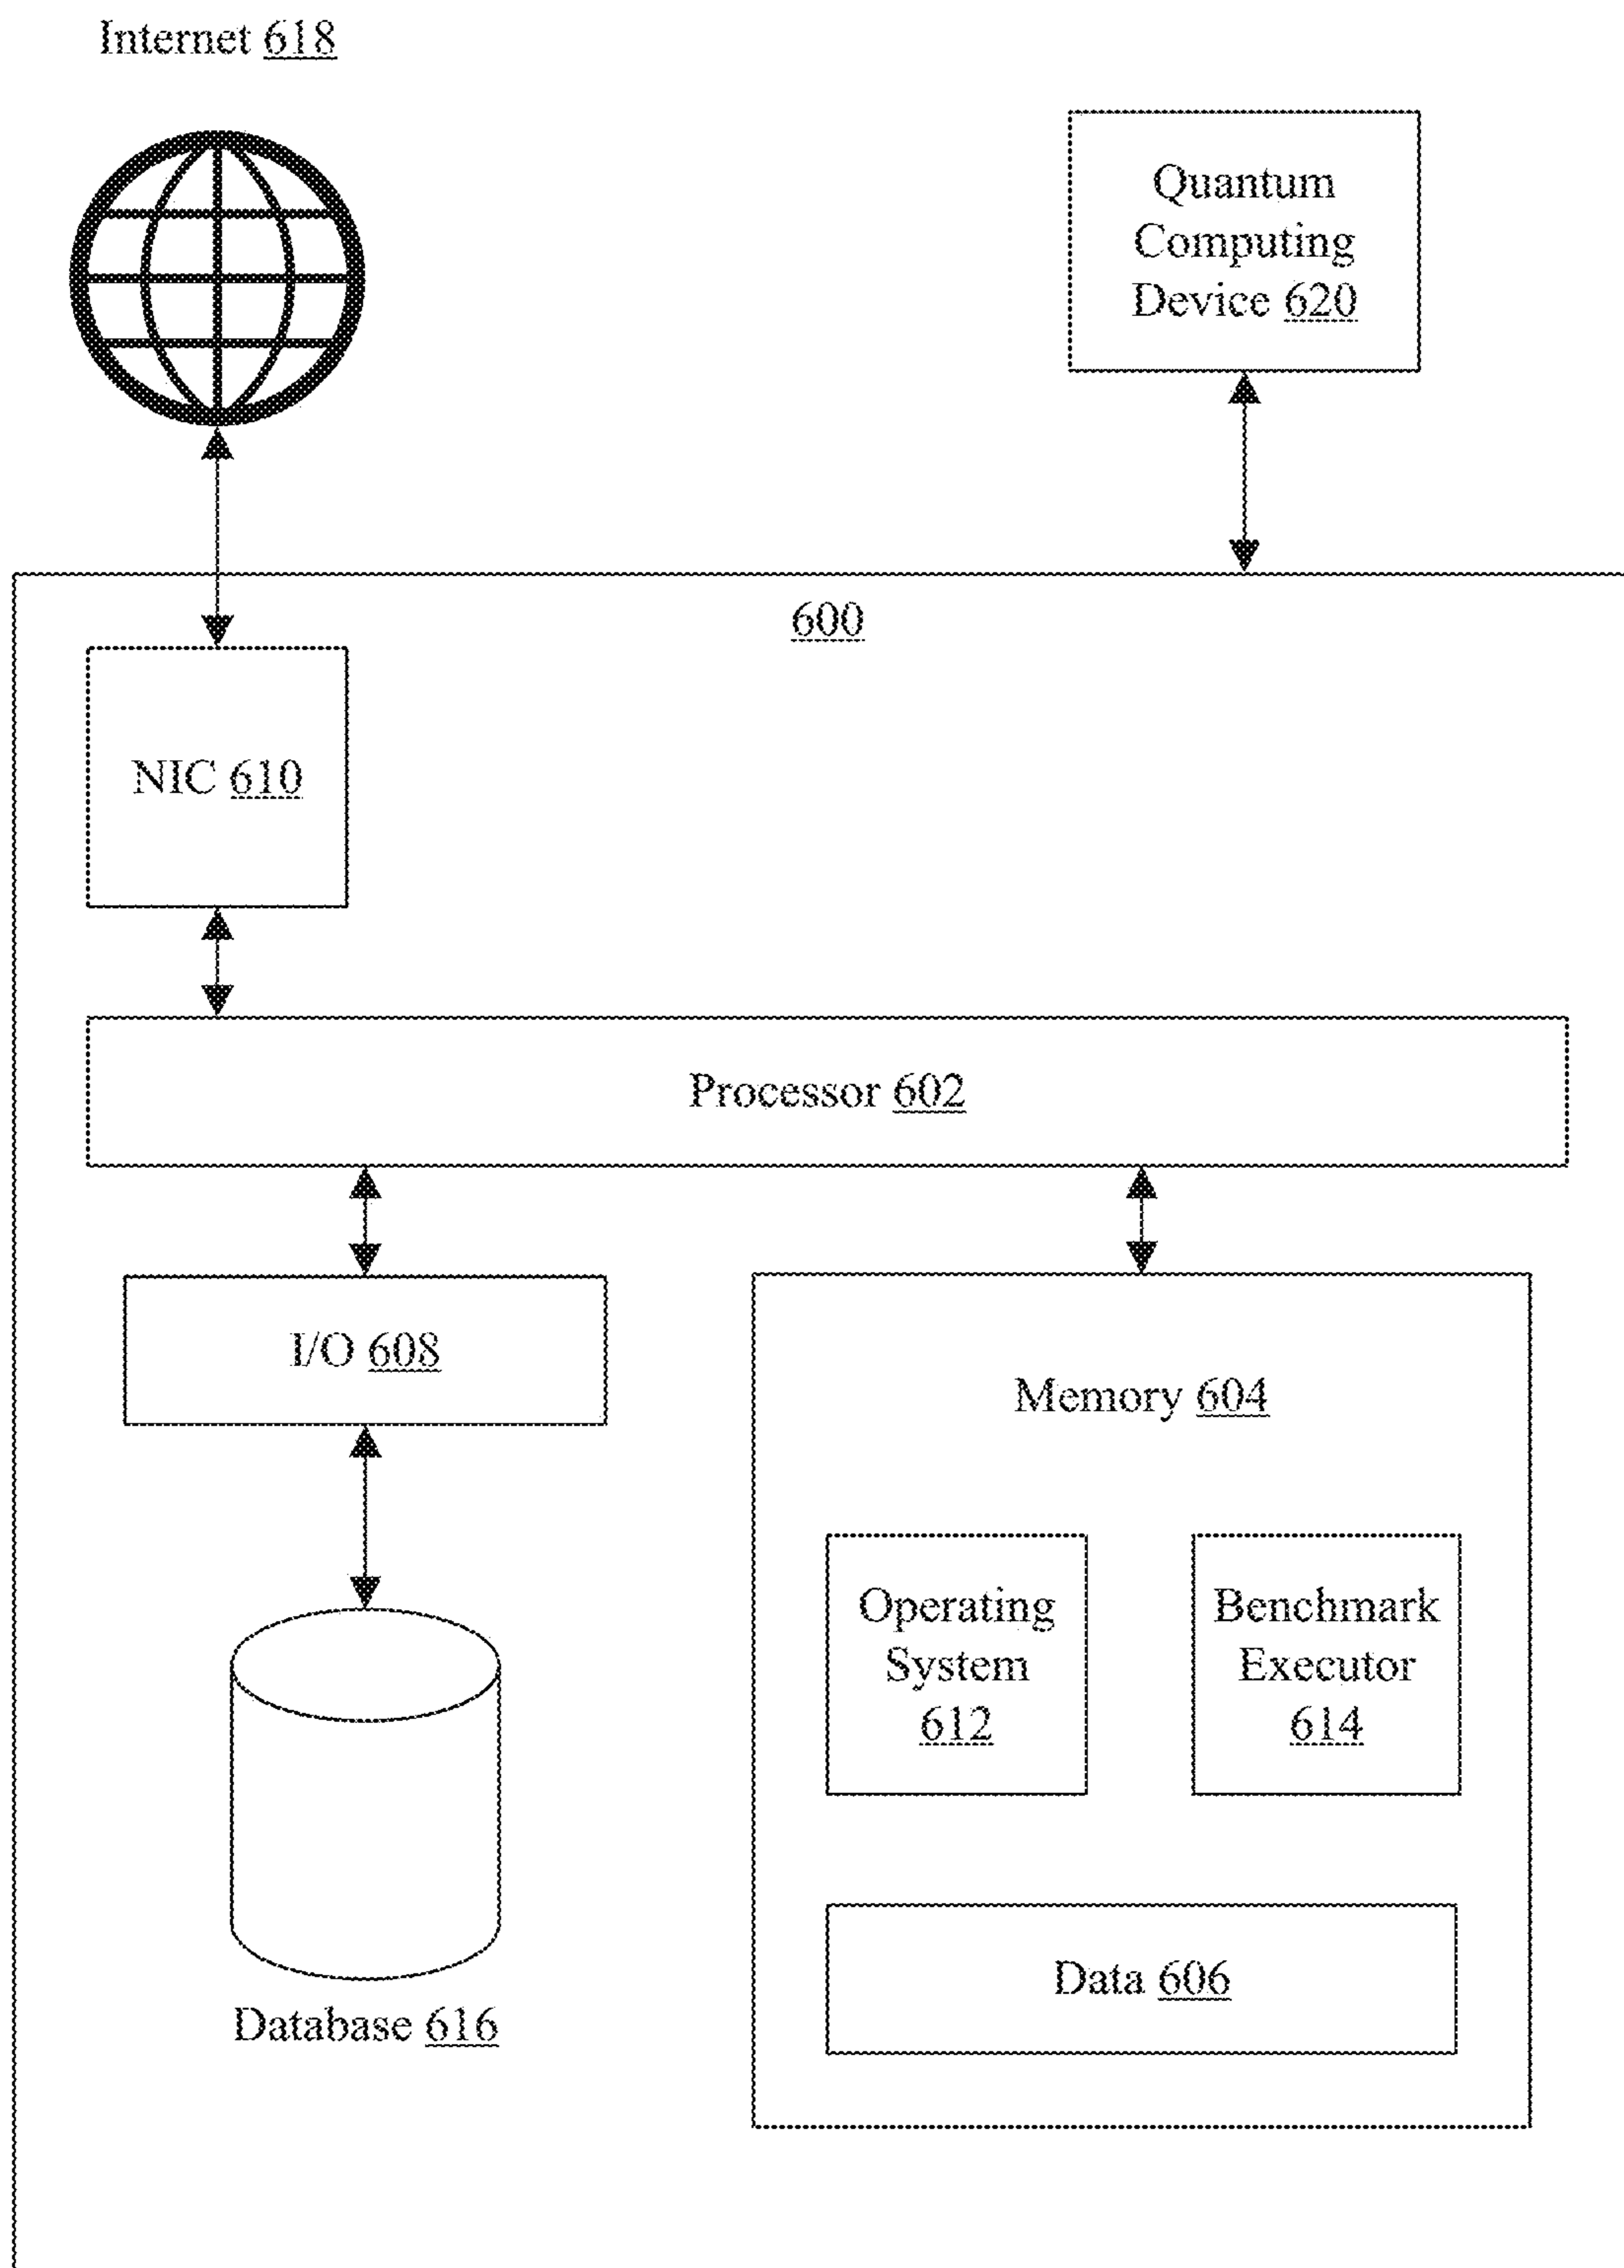 Internet 618
Quantum
Computing
Device 620
600
NIC 610
Processor 602
I/O 608
Memory 604
Operating
System
612
Benchmark
Executor
614
Data 606
Database 616